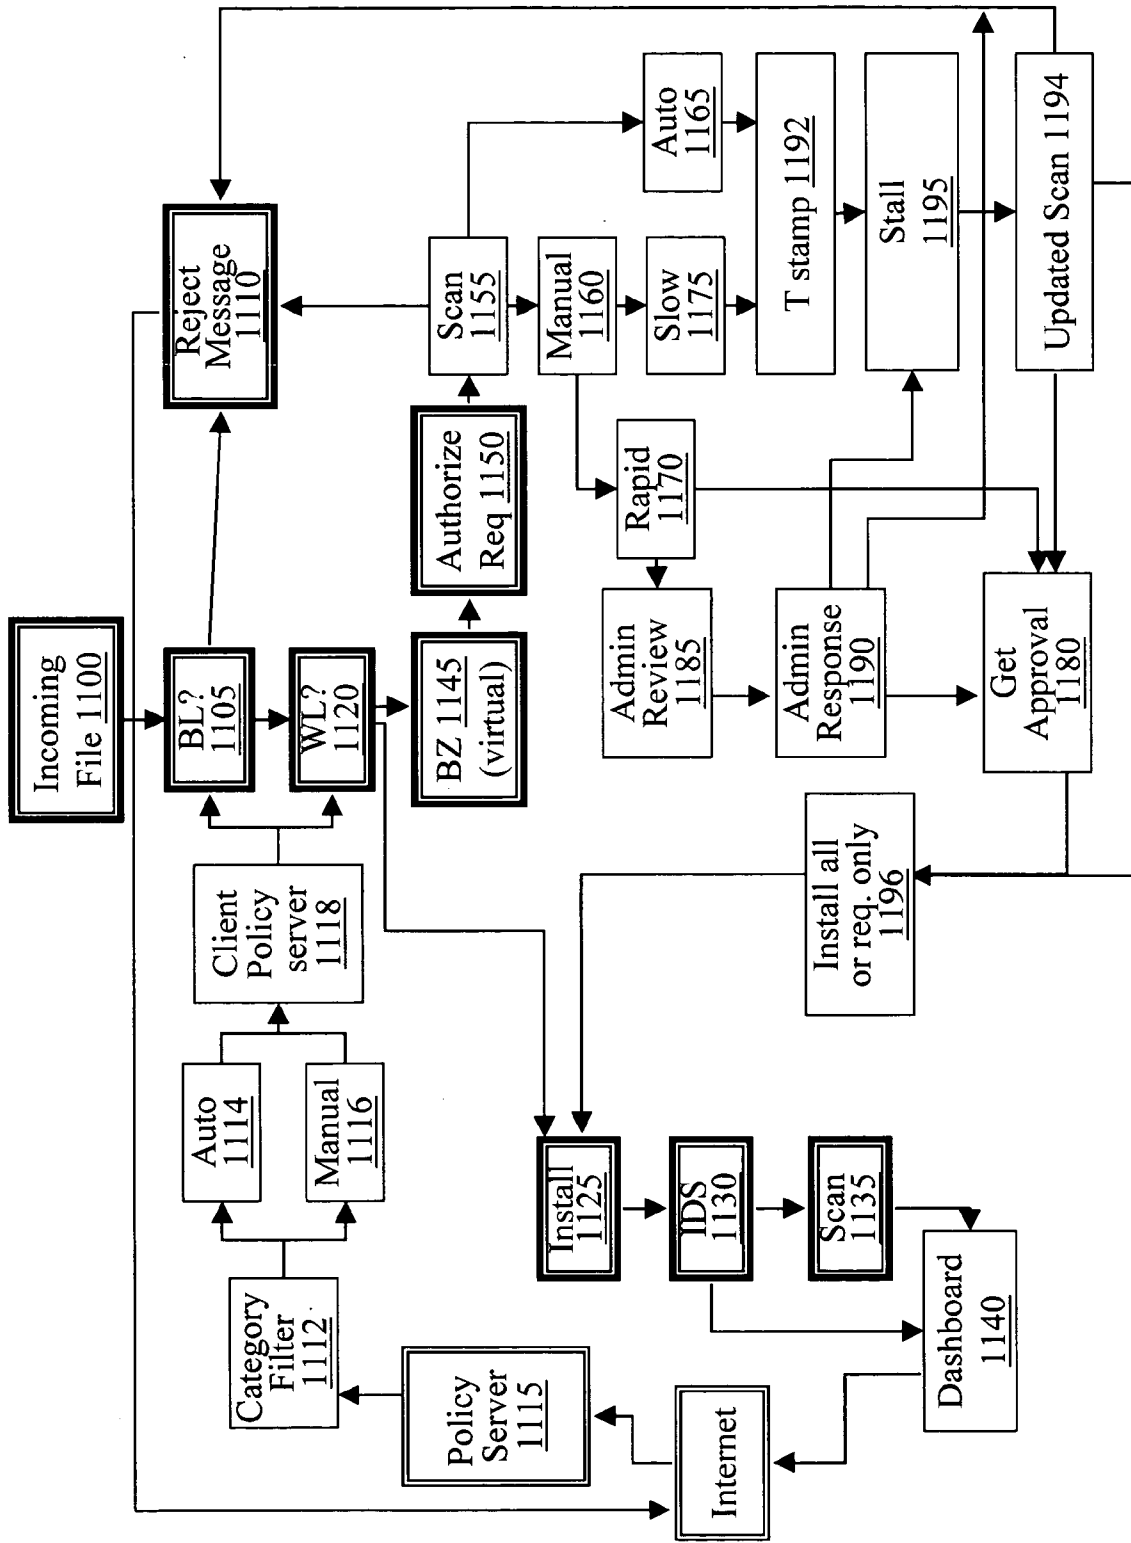 Incoming
File 1100
BL?
1105
Reject
Message
1110
WL?
1120
BZ 1145
(virtual)
Authorize
Req 1150
Scan
1155
Manual
1160
Auto
1165
Slow
1175
Rapid
1170
T stamp 1192
Stall
1195
Updated Scan 1194
Admin
Review
1185
Admin
Response
1190
Get
Approval
1180
Install all
or req. only
1196
Client
Policy
server
1118
Auto
1114
Manual
1116
Category
Filter
1112
Policy
Server
1115
Internet
Install
1125
IDS
1130
Scan
1135
Dashboard
1140